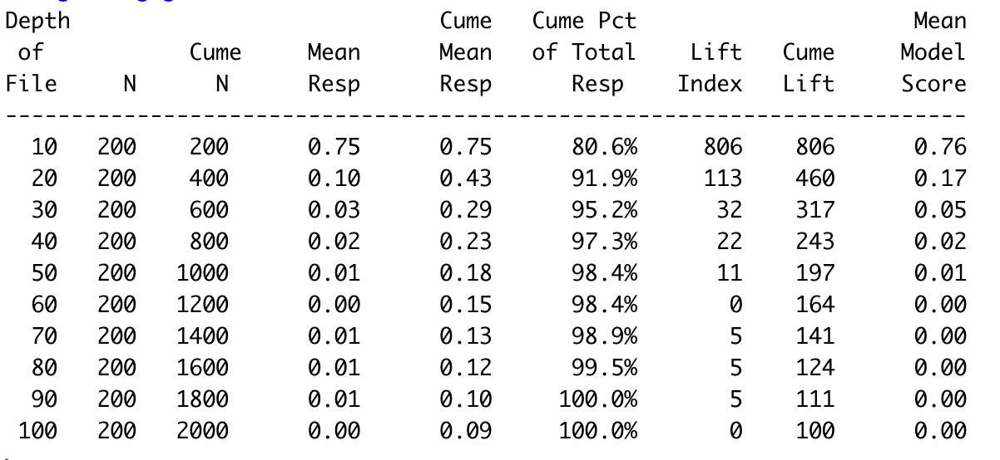 Depth                                  Cume   Cume Pct                     Mean
 of            Cume     Mean      Mean   of Total    Lift   Cume     Model
File     N        N     Resp      Resp     Resp     Index   Lift     Score
--------------------------------------------------------------------------
  10   200      200     0.75      0.75      80.6%     806    806      0.76
  20   200      400     0.10      0.43      91.9%     113    460      0.17
  30   200      600     0.03      0.29      95.2%      32    317      0.05
  40   200      800     0.02      0.23      97.3%      22    243      0.02
  50   200     1000     0.01      0.18      98.4%      11    197      0.01
  60   200     1200     0.00      0.15      98.4%       0    164      0.00
  70   200     1400     0.01      0.13      98.9%       5    141      0.00
  80   200     1600     0.01      0.12      99.5%       5    124      0.00
  90   200     1800     0.01      0.10     100.0%       5    111      0.00
 100   200     2000     0.00      0.09     100.0%       0    100      0.00